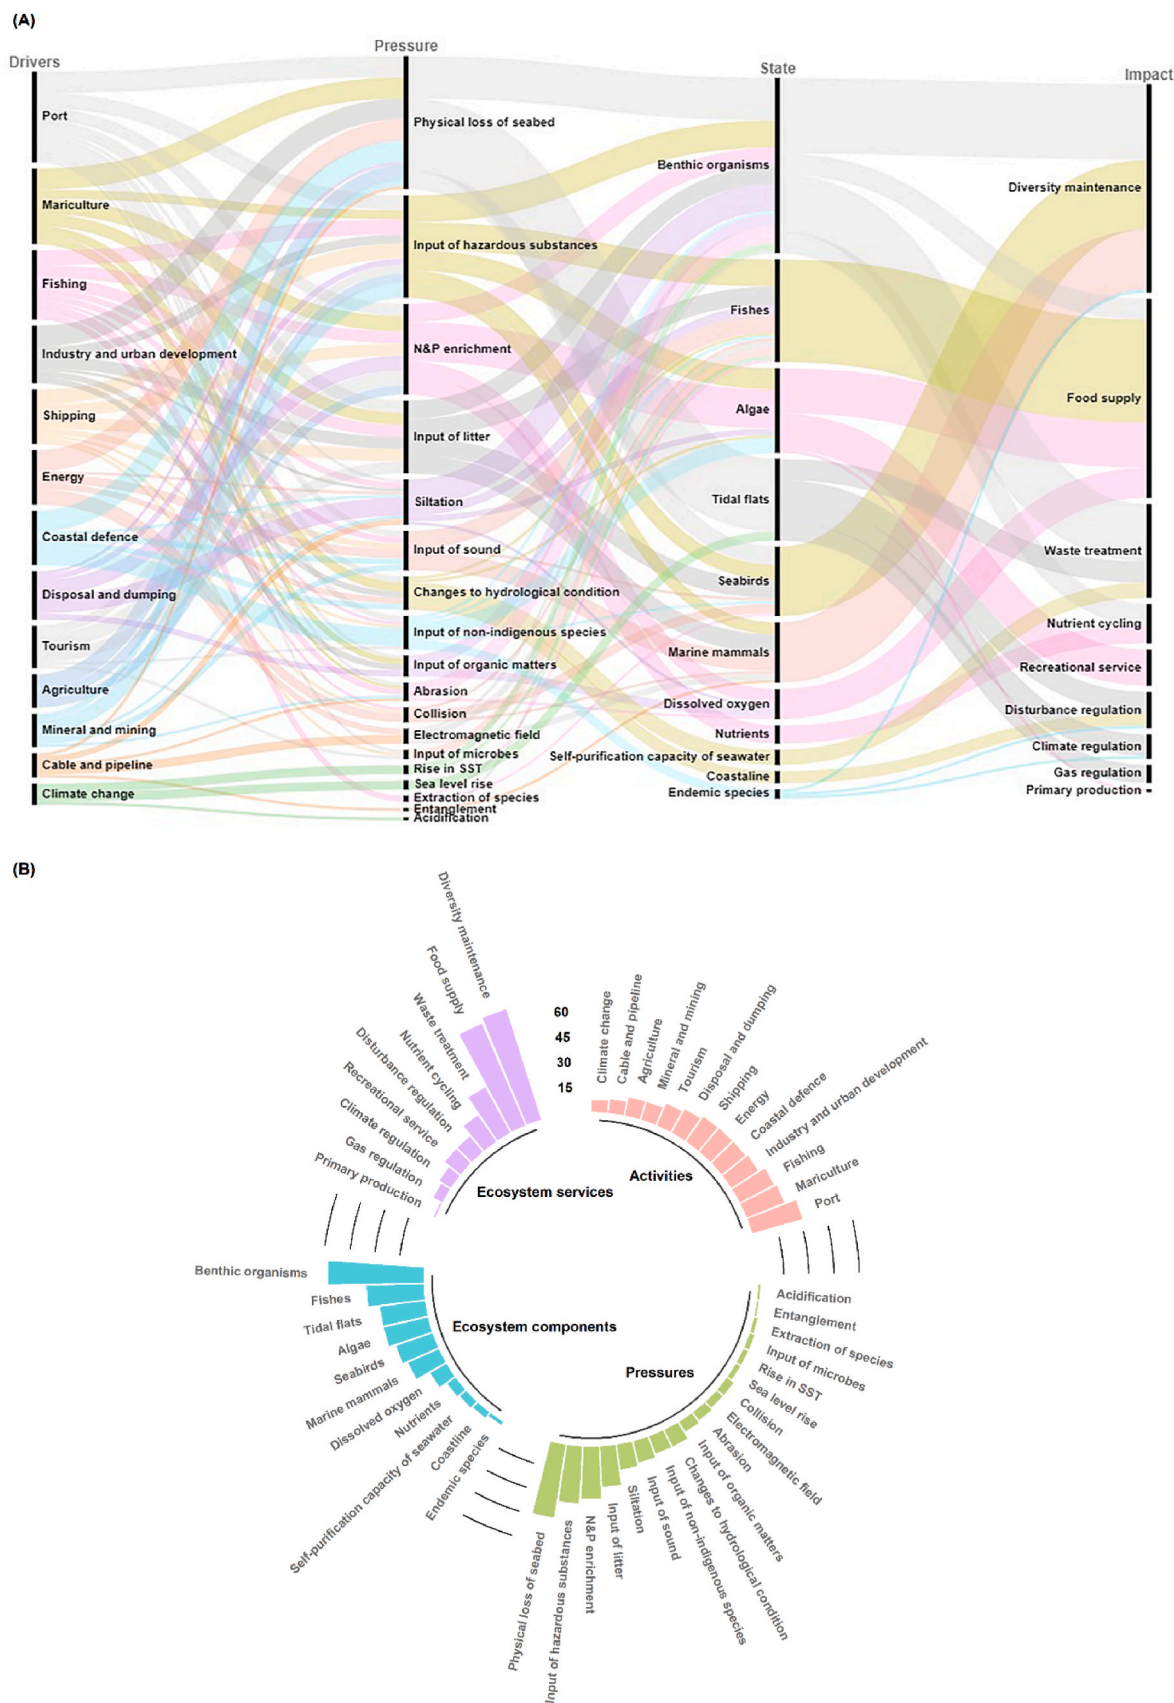 (A)
Drivers
Pressure
State
Impact
Port
Mariculture
Fishing
Industry and urban development
Shipping
Energy
Coastal defence
Disposal and dumping
Tourism
Agriculture
Mineral and mining
Cable and pipeline
Climate change
Physical loss of seabed
Input of hazardous substances
N&P enrichment
Input of litter
Siltation
Input of sound
Changes to hydrological condition
Input of non-indigenous species
Input of organic matters
Abrasion
Collision
Electromagnetic field
Input of microbes
Rise in SST
Sea level rise
Extraction of species
Entanglement
Acidification
Benthic organisms
Fishes
Algae
Tidal flats
Seabirds
Marine mammals
Dissolved oxygen
Nutrients
Self-purification capacity of seawater
Coastaline
Endemic species
Diversity maintenance
Food supply
Waste treatment
Nutrient cycling
Recreational service
Disturbance regulation
Climate regulation
Gas regulation
Primary production
(B)
Diversity maintenance
Food supply
Waste treatment
Nutrient cycling
Disturbance regulation
Recreational service
Climate regulation
Gas regulation
Primary production
Ecosystem services
60
45
30
15
Climate change
Cable and pipeline
Agriculture
Mineral and mining
Tourism
Disposal and dumping
Shipping
Energy
Coastal defence
Industry and urban development
Fishing
Mariculture
Port
Activities
Benthic organisms
Fishes
Tidal flats
Algae
Seabirds
Marine mammals
Dissolved oxygen
Nutrients
Self-purification capacity of seawater
Coastline
Endemic species
Ecosystem components
Pressures
Acidification
Entanglement
Extraction of species
Input of microbes
Rise in SST
Sea level rise
Collision
Electromagnetic field
Abrasion
Input of organic matters
Changes to hydrological condition
Input of non-indigenous species
Input of sound
Siltation
Input of litter
N&P enrichment
Input of hazardous substances
Physical loss of seabed